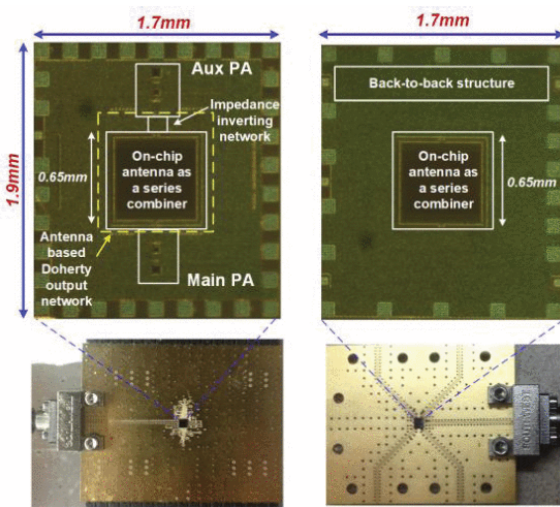 1.7mm
1.7mm
1.9mm
Aux PA
Impedance
inverting
network
0.65mm
On-chip
antenna as
a series
combiner
Antenna
based
Doherty
output
network
Main PA
Back-to-back structure
On-chip
antenna as
a series
combiner
0.65mm